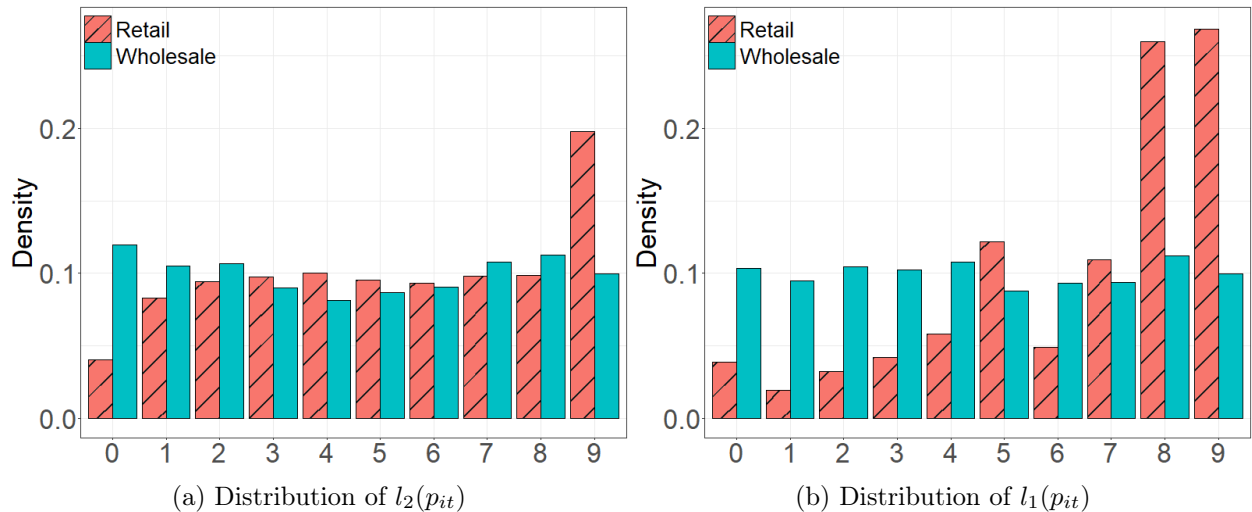 Retail
Wholesale
Density
0.2
0.1
0.0
0 1 2 3 4 5 6 7 8 9
(a) Distribution of l₂(pᵢₜ)
Retail
Wholesale
Density
0.2
0.1
0.0
0 1 2 3 4 5 6 7 8 9
(b) Distribution of l₁(pᵢₜ)